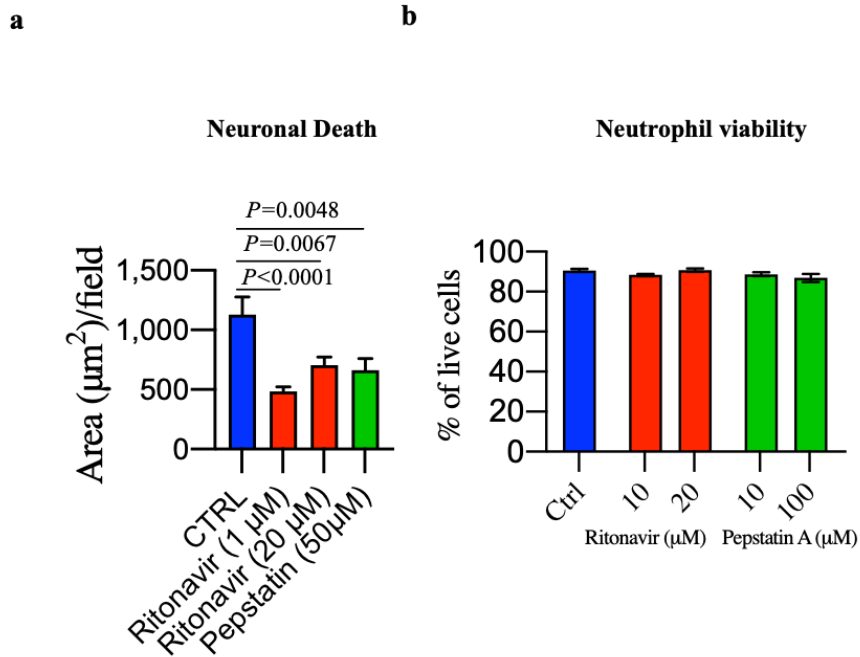 a
b
Neuronal Death
Neutrophil viability
P=0.0048
P=0.0067
P<0.0001
Area (μm²)/field
1,500
1,000
500
0
CTRL
Ritonavir (1 μM)
Ritonavir (20 μM)
Pepstatin (50μM)
% of live cells
100
80
60
40
20
0
Ctrl
10
20
10
100
Ritonavir (μM)
Pepstatin A (μM)